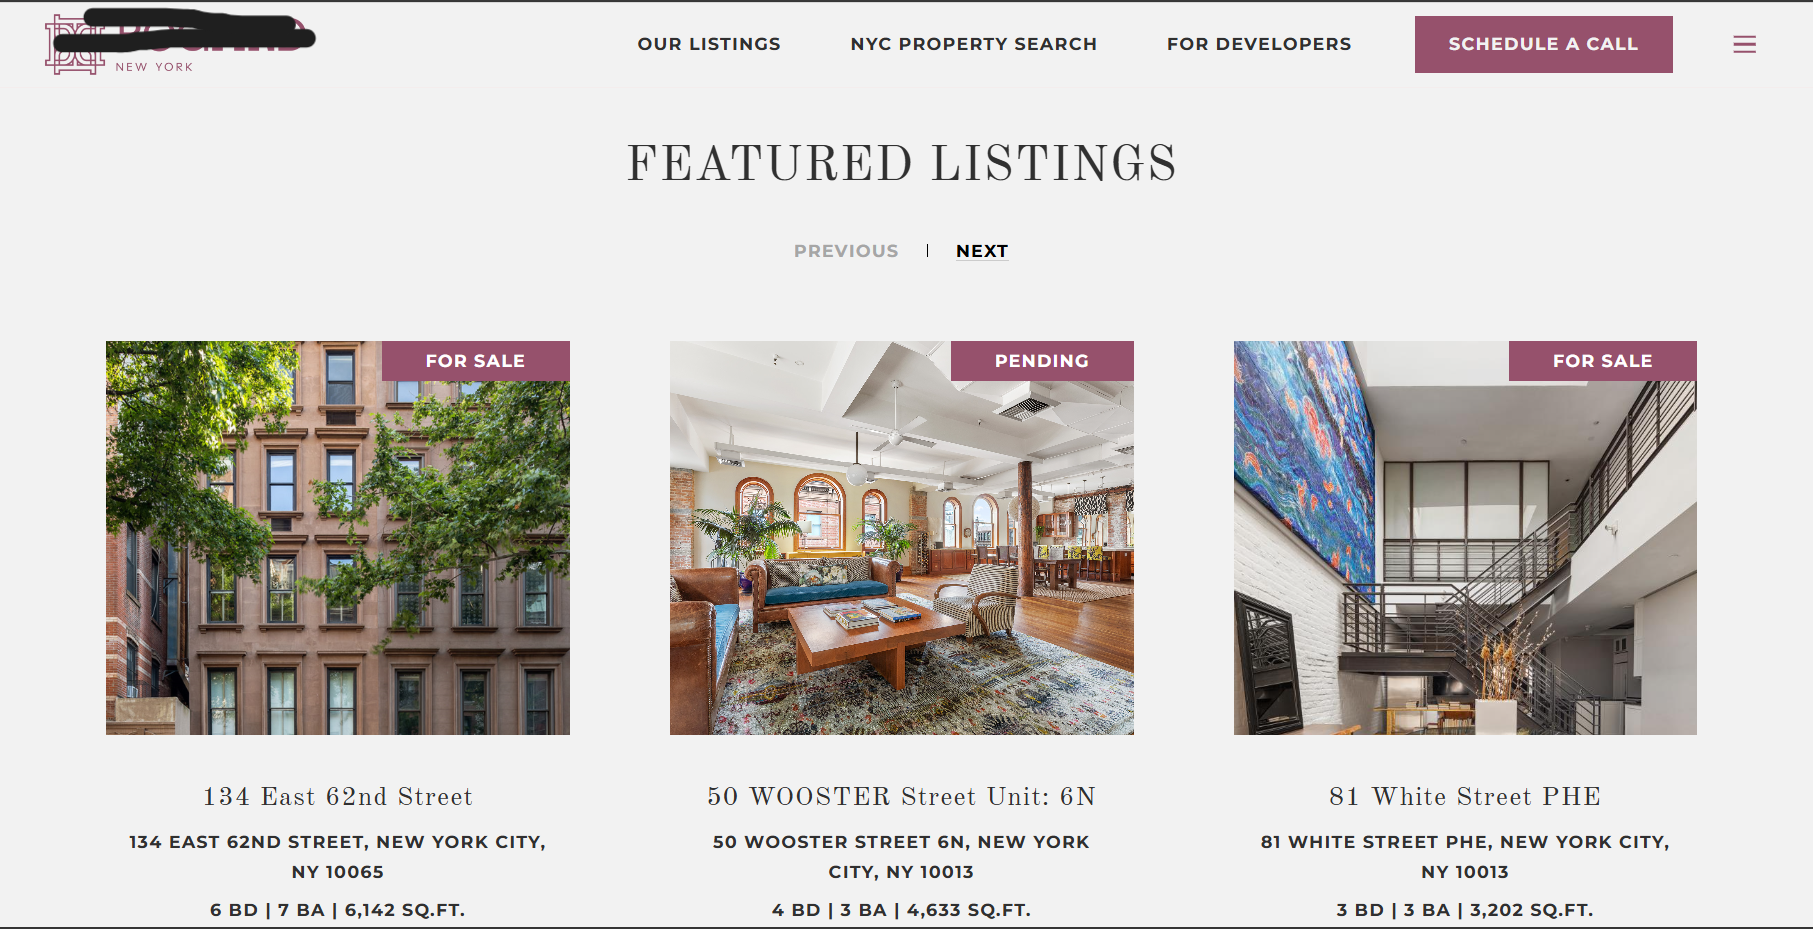 NEW YORK
OUR LISTINGS
NYC PROPERTY SEARCH
FOR DEVELOPERS
SCHEDULE A CALL
FEATURED LISTINGS
PREVIOUS | NEXT
FOR SALE
PENDING
FOR SALE
134 East 62nd Street
134 EAST 62ND STREET, NEW YORK CITY,
NY 10065
6 BD | 7 BA | 6,142 SQ.FT.
50 WOOSTER Street Unit: 6N
50 WOOSTER STREET 6N, NEW YORK
CITY, NY 10013
4 BD | 3 BA | 4,633 SQ.FT.
81 White Street PHE
81 WHITE STREET PHE, NEW YORK CITY,
NY 10013
3 BD | 3 BA | 3,202 SQ.FT.